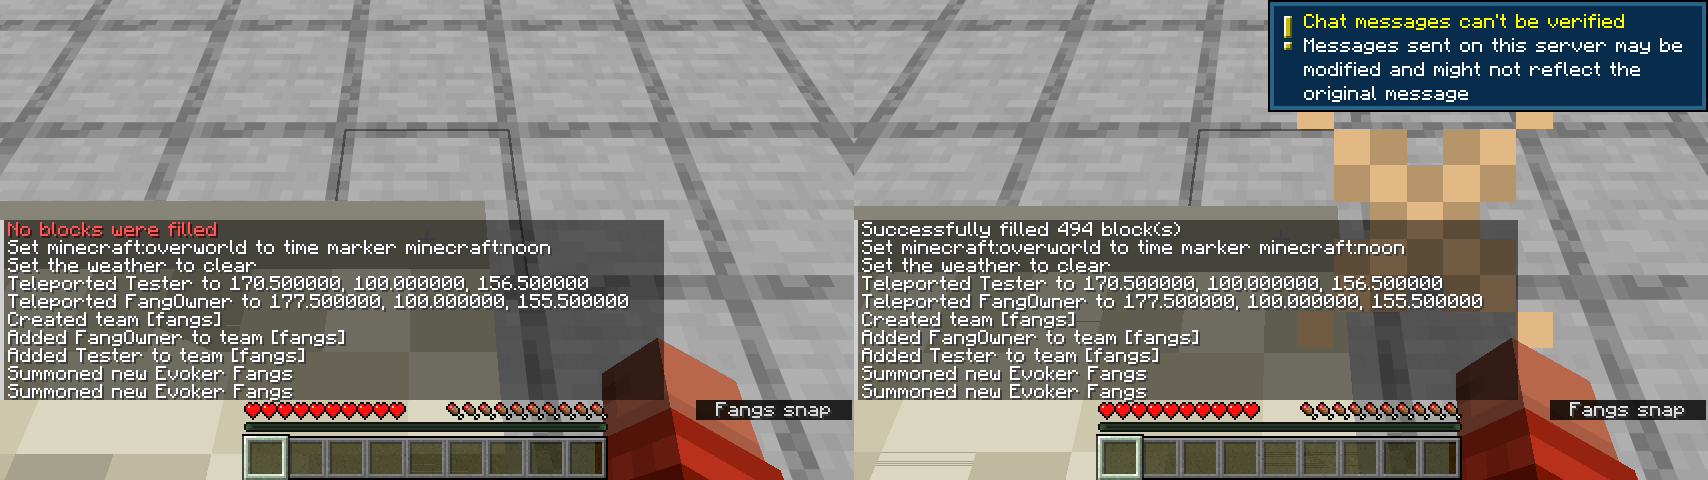 No blocks were filled
Set minecraft:overworld to time marker minecraft:noon
Set the weather to clear
Teleported Tester to 170.500000, 100.000000, 156.500000
Teleported FangOwner to 177.500000, 100.000000, 155.500000
Created team [fangs]
Added FangOwner to team [fangs]
Added Tester to team [fangs]
Summoned new Evoker Fangs
Summoned new Evoker Fangs
Fangs snap
Chat messages can't be verified
Messages sent on this server may be
modified and might not reflect the
original message
Successfully filled 494 block(s)
Set minecraft:overworld to time marker minecraft:noon
Set the weather to clear
Teleported Tester to 170.500000, 100.000000, 156.500000
Teleported FangOwner to 177.500000, 100.000000, 155.500000
Created team [fangs]
Added FangOwner to team [fangs]
Added Tester to team [fangs]
Summoned new Evoker Fangs
Summoned new Evoker Fangs
Fangs snap